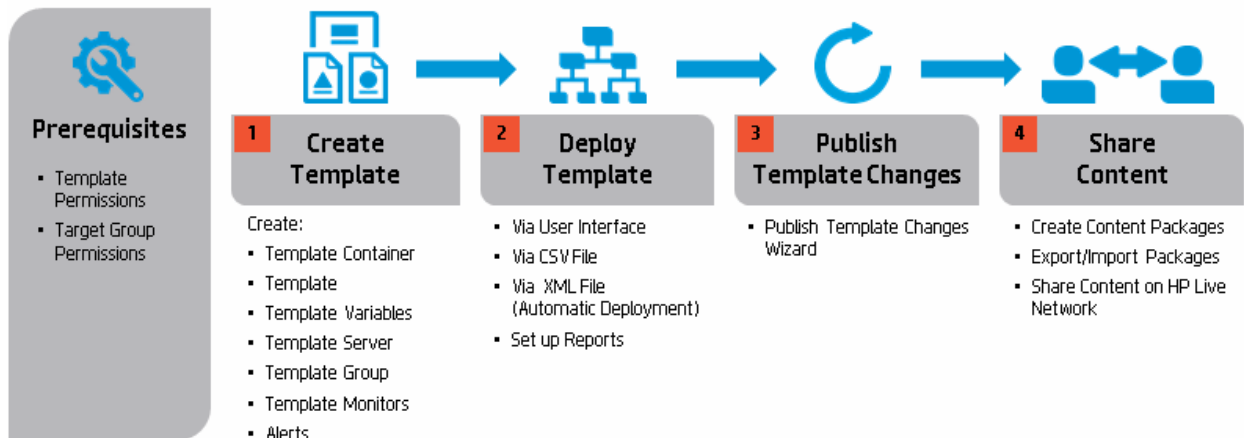 Prerequisites
▪ Template
Permissions
▪ Target Group
Permissions
1
Create
Template
Create:
▪ Template Container
▪ Template
▪ Template Variables
▪ Template Server
▪ Template Group
▪ Template Monitors
▪ Alerts
2
Deploy
Template
▪ Via User Interface
▪ Via CSV File
▪ Via XML File
(Automatic Deployment)
▪ Set up Reports
3
Publish
Template Changes
▪ Publish Template Changes
Wizard
4
Share
Content
▪ Create Content Packages
▪ Export/Import Packages
▪ Share Content on HP Live
Network